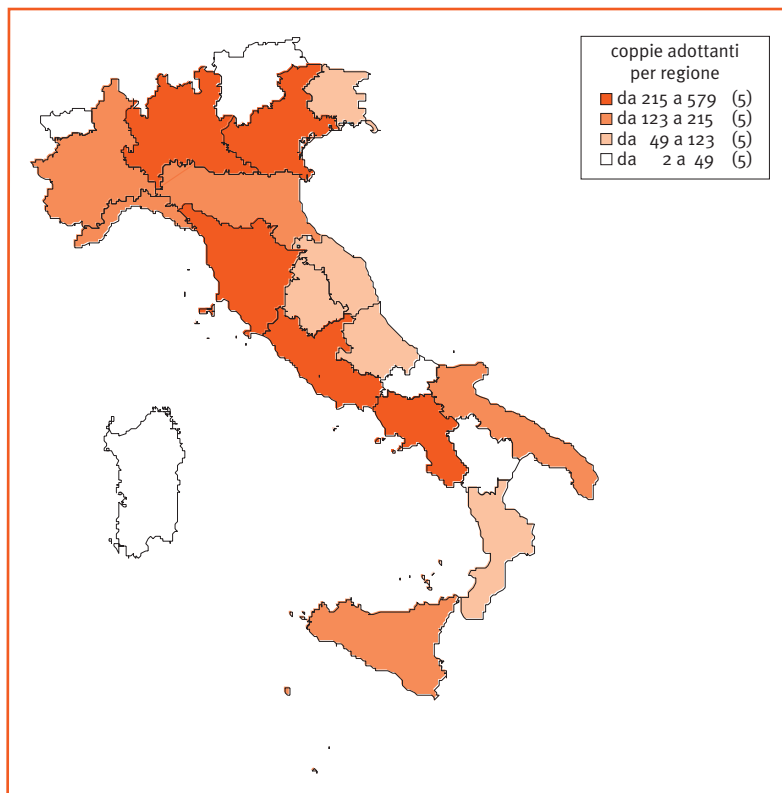 coppie adottanti
per regione
da 215 a 579 (5)
da 123 a 215 (5)
da 49 a 123 (5)
da 2 a 49 (5)